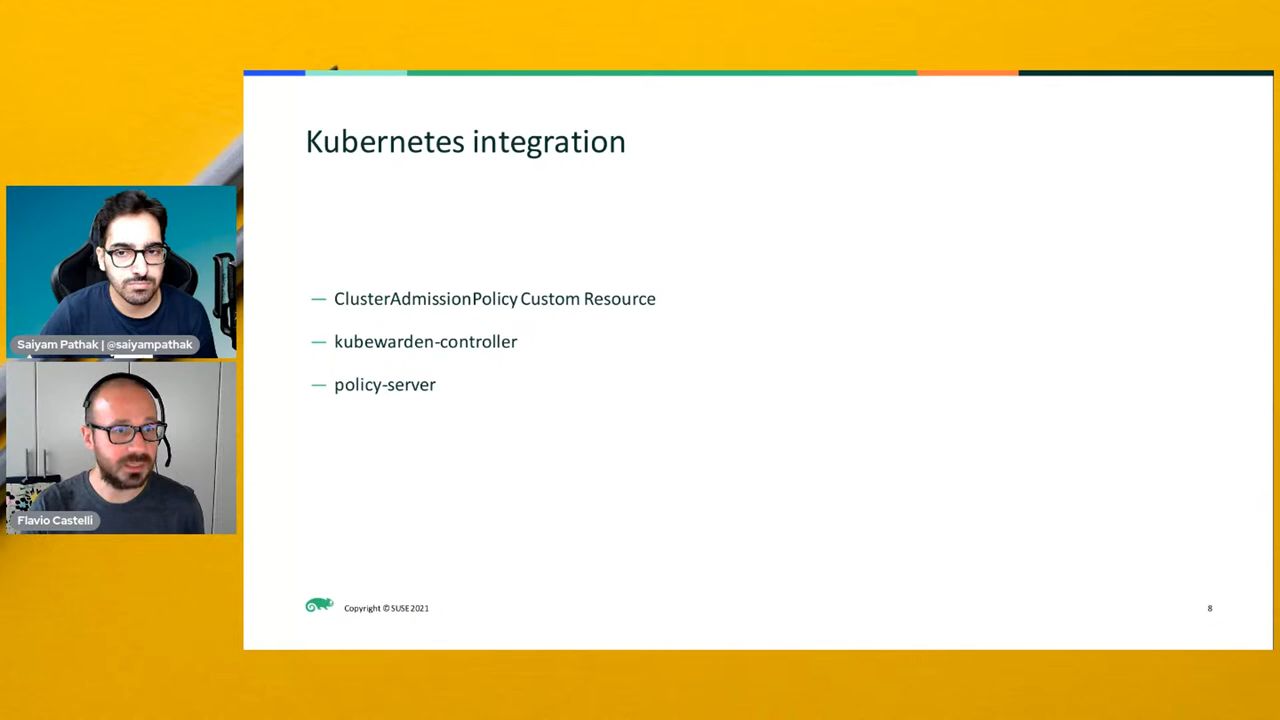 Kubernetes integration
— ClusterAdmissionPolicy Custom Resource
— kubewarden-controller
— policy-server
Saiyam Pathak | @saiyampathak
Flavio Castelli
Copyright © SUSE 2021
8